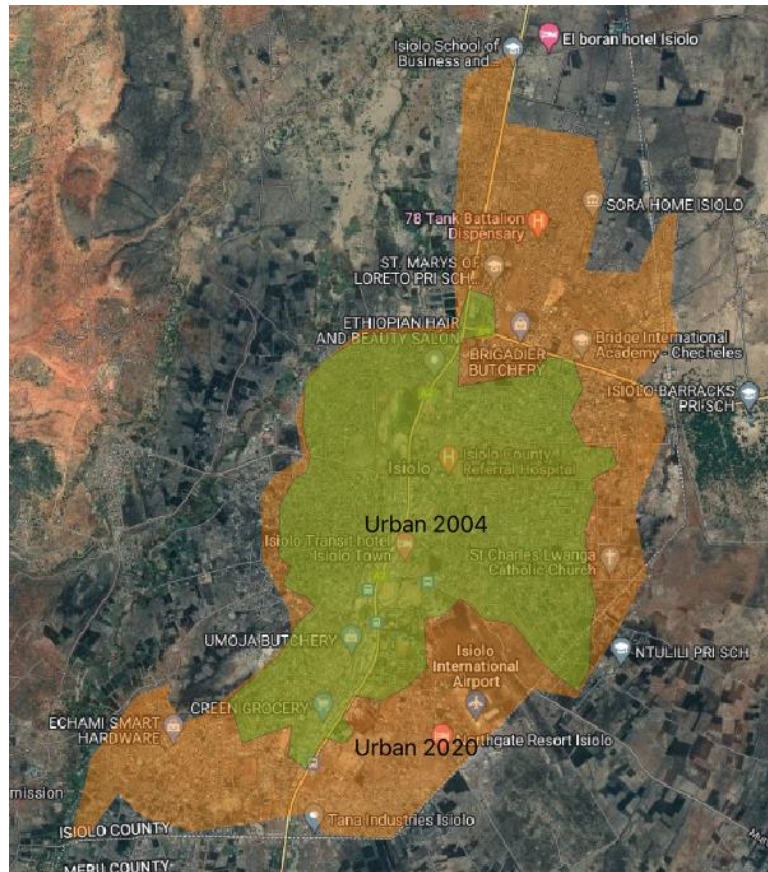 Isiolo School of
Business and...
El boran hotel Isiolo
SORA HOME ISIOLO
78 Tank Battalion
Dispensary
ST. MARYS OF
LORETO PRI SCH...
ETHIOPIAN HAIR
AND BEAUTY SALON
BRIGADIER
BUTCHERY
Bridge International
Academy - Checheles
ISIOLO BARRACKS
PRI SCH
Isiolo
Isiolo County
Referral Hospital
Urban 2004
Isiolo Transit hotel
Isiolo Town
St Charles Lwanga
Catholic Church
UMOJA BUTCHERY
Isiolo
International
Airport
NTULILI PRI SCH
CREEN GROCERY
ECHAMI SMART
HARDWARE
Urban 2020
Northgate Resort Isiolo
mission
Tana Industries Isiolo
ISIOLO COUNTY
MERU COUNTY